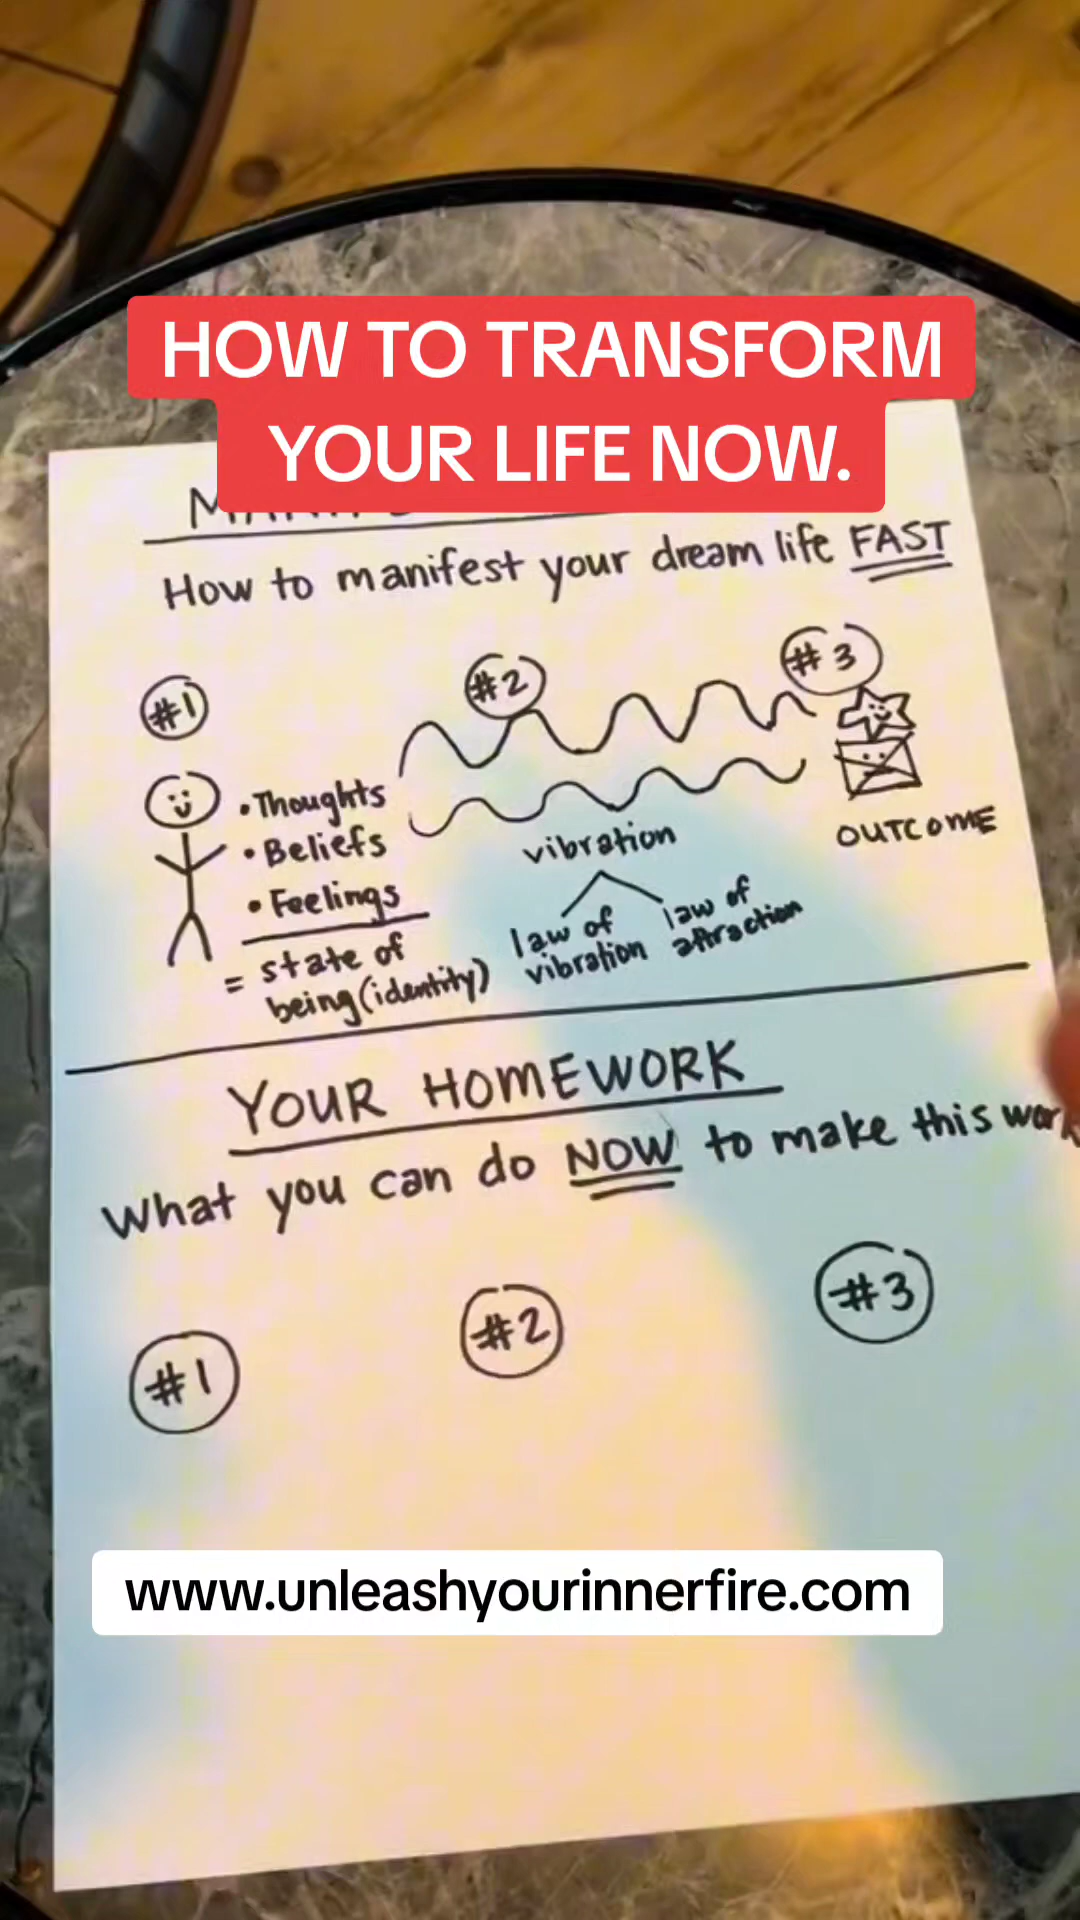 HOW TO TRANSFORM
YOUR LIFE NOW.
How to manifest your dream life FAST
#1
#2
#3
• Thoughts
• Beliefs
• Feelings
= state of
being (identity)
vibration
law of
vibration
law of
attraction
OUTCOME
YOUR HOMEWORK
What you can do NOW to make this work
#1
#2
#3
www.unleashyourinnerfire.com